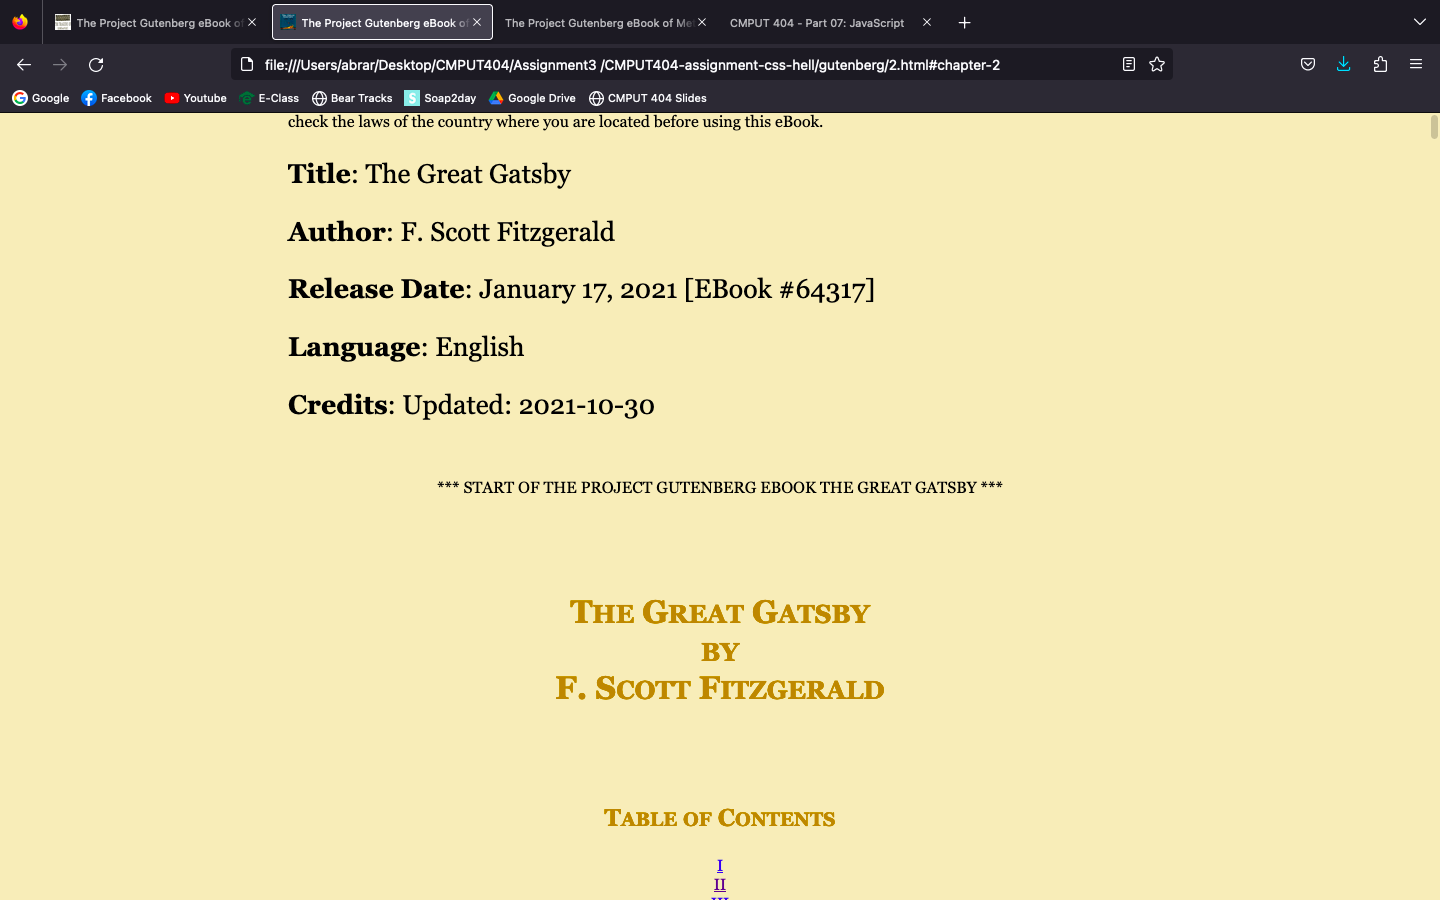 The Project Gutenberg eBook of
The Project Gutenberg eBook of
The Project Gutenberg eBook of Me
CMPUT 404 - Part 07: JavaScript
file:///Users/abrar/Desktop/CMPUT404/Assignment3 /CMPUT404-assignment-css-hell/gutenberg/2.html#chapter-2
Google Facebook Youtube E-Class Bear Tracks Soap2day Google Drive CMPUT 404 Slides
check the laws of the country where you are located before using this eBook.
Title: The Great Gatsby
Author: F. Scott Fitzgerald
Release Date: January 17, 2021 [EBook #64317]
Language: English
Credits: Updated: 2021-10-30
*** START OF THE PROJECT GUTENBERG EBOOK THE GREAT GATSBY ***
The Great Gatsby
by
F. Scott Fitzgerald
Table of Contents
I
II